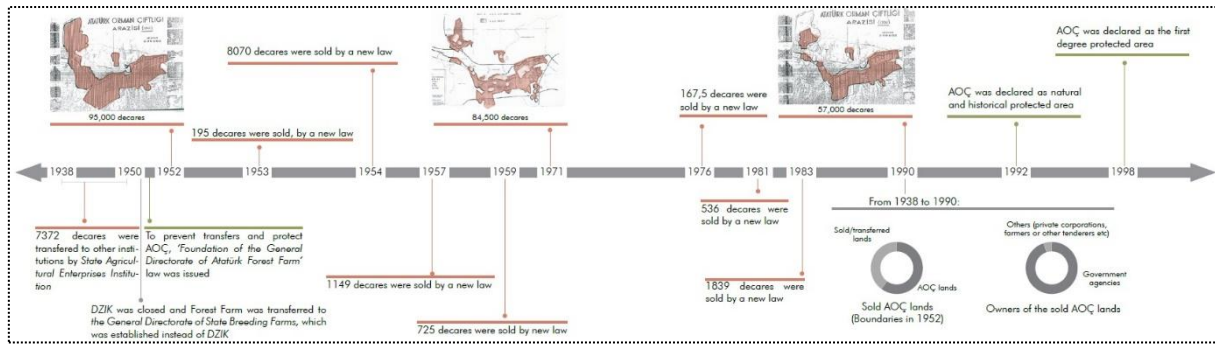 ATATÜRK ORMAN ÇİFTLİĞİ
ARAZİSİ
95,000 decares
195 decares were sold, by a new law
8070 decares were sold by a new law
84,500 decares
167,5 decares were
sold by a new law
ATATÜRK ORMAN ÇİFTLİĞİ
ARAZİSİ
57,000 decares
AOÇ was declared as natural
and historical protected area
AOÇ was declared as the first
degree protected area
1938
1950
1952
1953
1954
1957
1959
1971
1976
1981
1983
1990
1992
1998
7372 decares were
transfered to other insti-
tutions by State Agricul-
tural Enterprises Institu-
tion
To prevent transfers and protect
AOÇ, 'Foundation of the General
Directorate of Atatürk Forest Farm'
law was issued
DZIK was closed and Forest Farm was transferred to
the General Directorate of State Breeding Farms, which
was established instead of DZIK
1149 decares were sold by a new law
725 decares were sold by new law
536 decares were
sold by a new law
1839 decares were
sold by a new law
From 1938 to 1990:
Sold/transferred
lands
AOÇ lands
Sold AOÇ lands
(Boundaries in 1952)
Others (private corporations,
farmers or other tenderers etc)
Government
agencies
Owners of the sold AOÇ lands